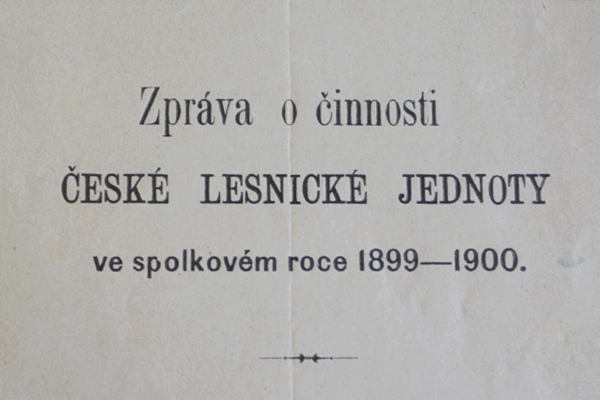 Zpráva o činnosti
ČESKÉ LESNICKÉ JEDNOTY
ve spolkovém roce 1899—1900.